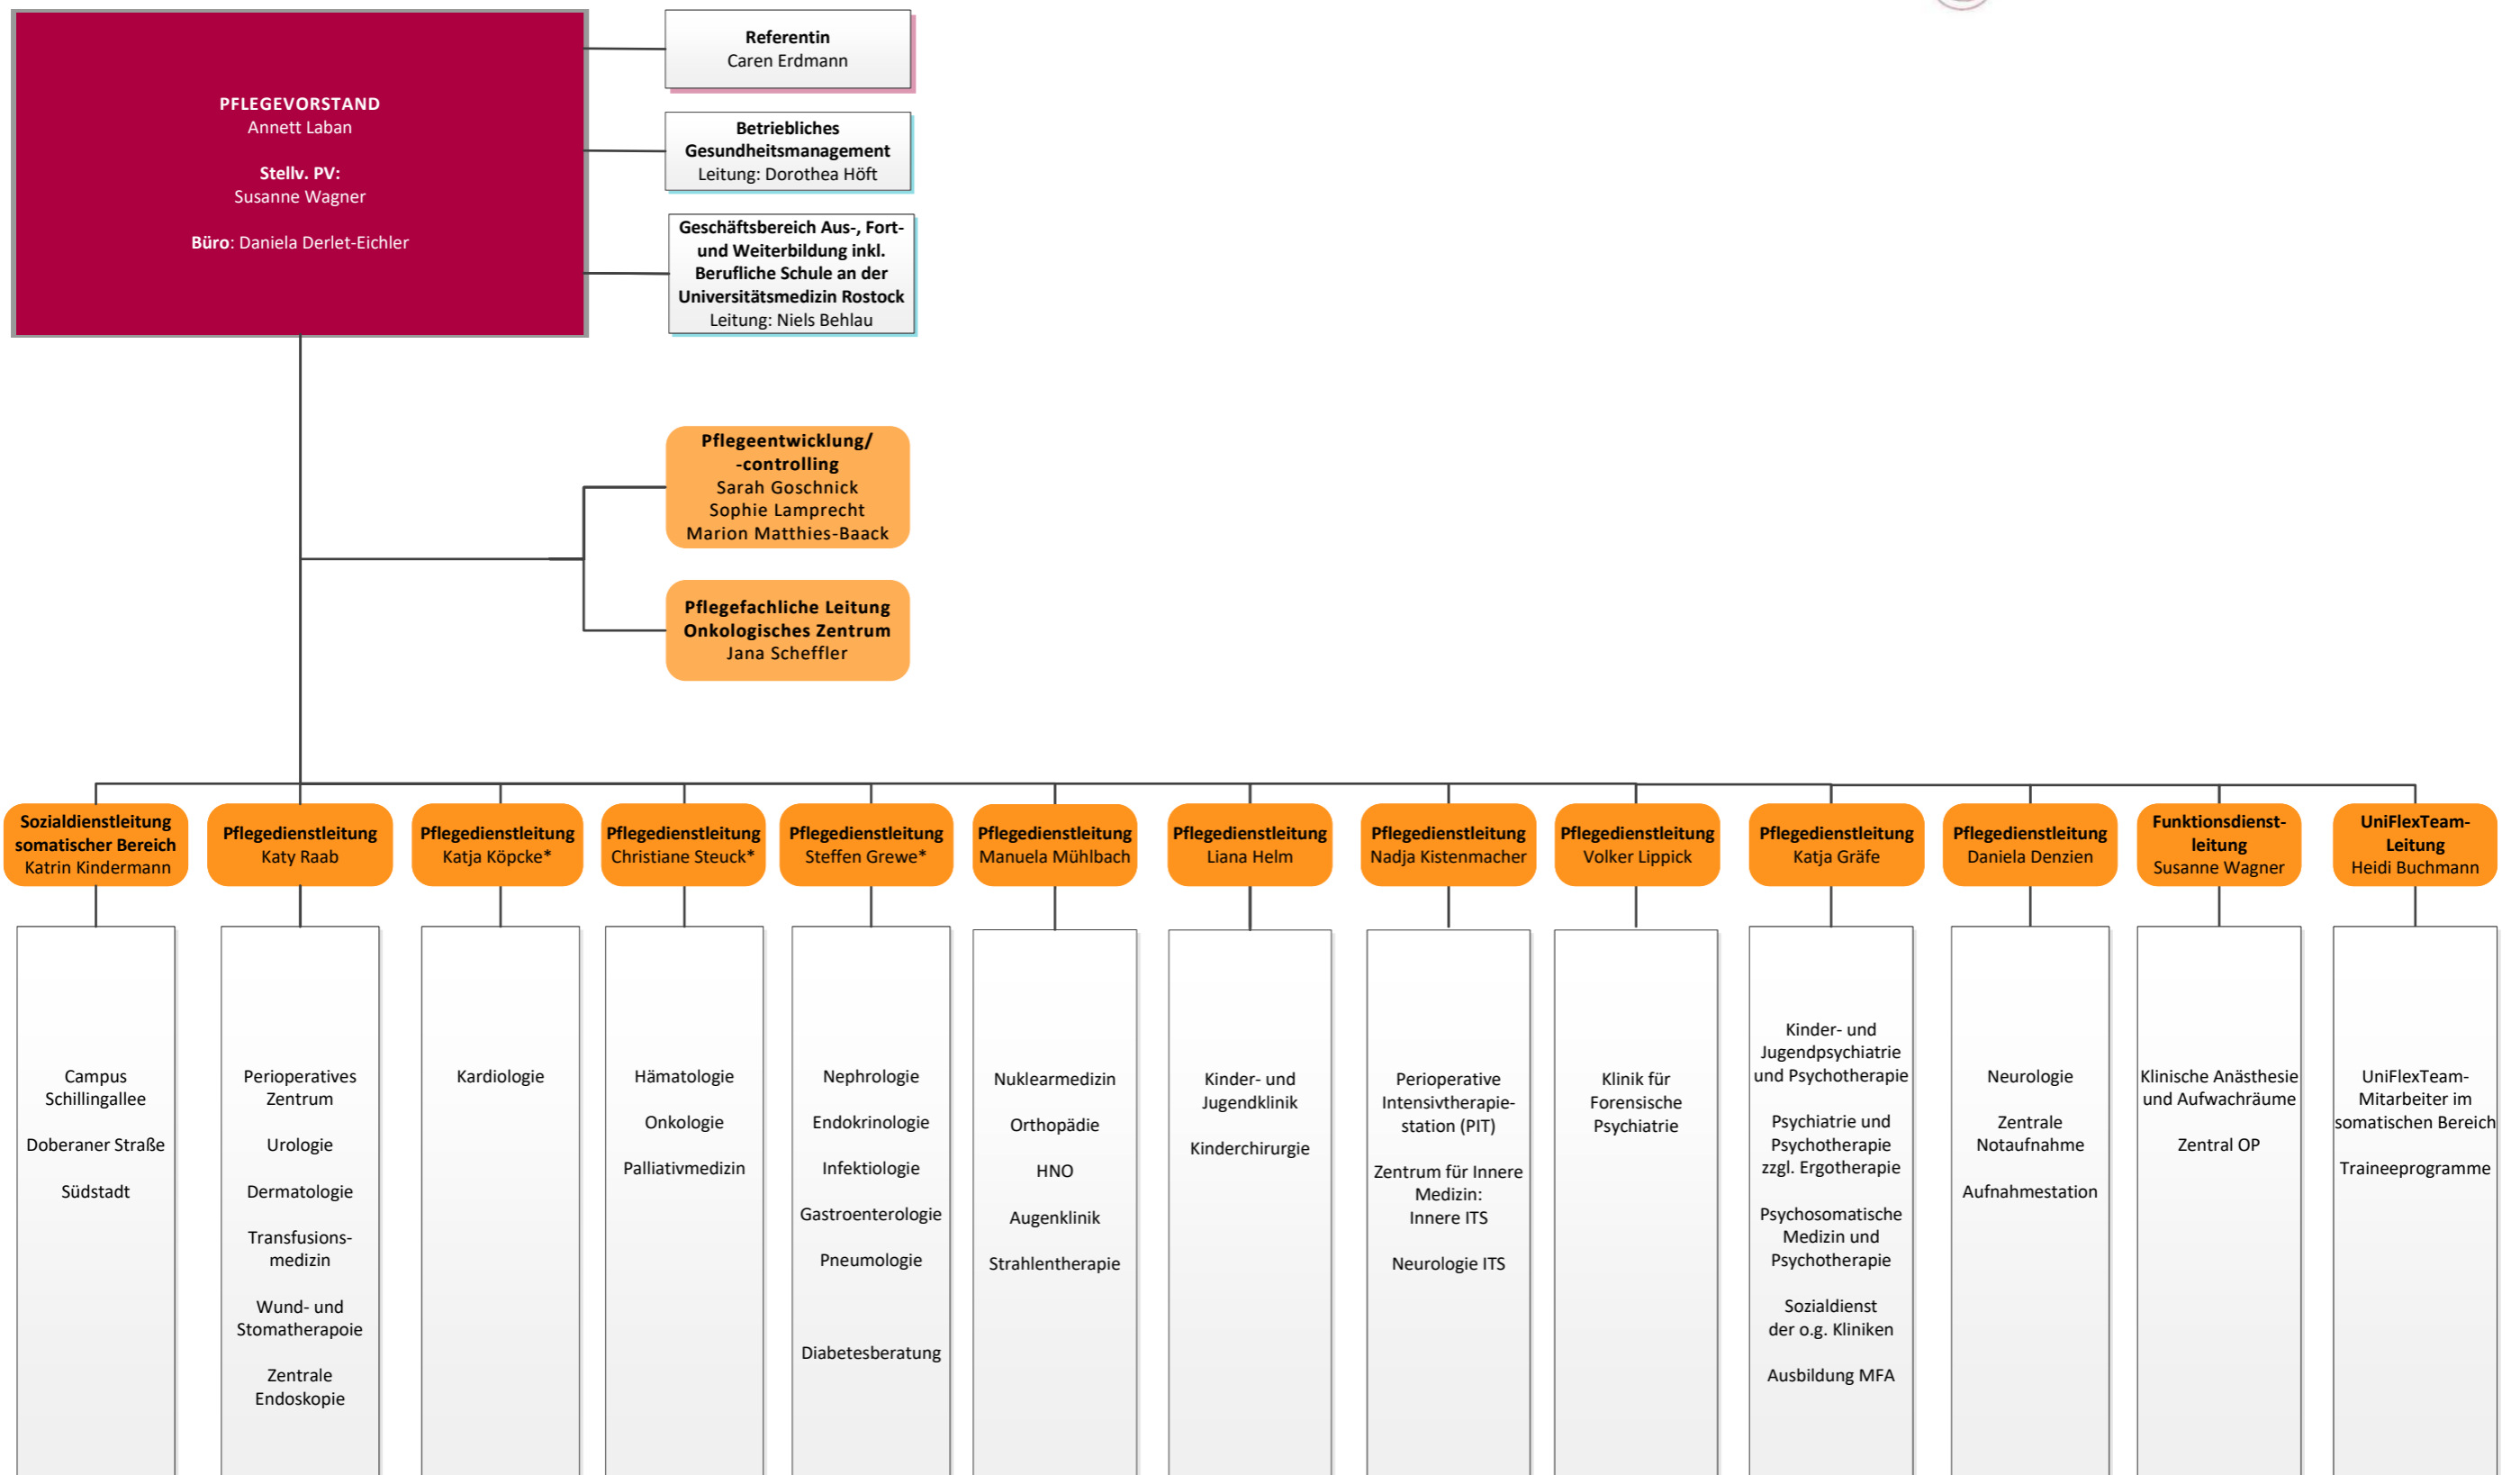 PFLEGEVORSTAND
Annett Laban
Stellv. PV:
Susanne Wagner
Büro: Daniela Derlet-Eichler
Referentin
Caren Erdmann
Betriebliches
Gesundheitsmanagement
Leitung: Dorothea Höft
Geschäftsbereich Aus-, Fort-
und Weiterbildung inkl.
Berufliche Schule an der
Universitätsmedizin Rostock
Leitung: Niels Behlau
Pflegeentwicklung/
-controlling
Sarah Goschnick
Sophie Lamprecht
Marion Matthies-Baack
Pflegefachliche Leitung
Onkologisches Zentrum
Jana Scheffler
Sozialdienstleitung
somatischer Bereich
Katrin Kindermann
Campus
Schillingallee
Doberaner Straße
Südstadt
Pflegedienstleitung
Katy Raab
Perioperatives
Zentrum
Urologie
Dermatologie
Transfusions-
medizin
Wund- und
Stomatherapoie
Zentrale
Endoskopie
Pflegedienstleitung
Katja Köpcke*
Kardiologie
Pflegedienstleitung
Christiane Steuck*
Hämatologie
Onkologie
Palliativmedizin
Pflegedienstleitung
Steffen Grewe*
Nephrologie
Endokrinologie
Infektiologie
Gastroenterologie
Pneumologie
Diabetesberatung
Pflegedienstleitung
Manuela Mühlbach
Nuklearmedizin
Orthopädie
HNO
Augenklinik
Strahlentherapie
Pflegedienstleitung
Liana Helm
Kinder- und
Jugendklinik
Kinderchirurgie
Pflegedienstleitung
Nadja Kistenmacher
Perioperative
Intensivtherapie-
station (PIT)
Zentrum für Innere
Medizin:
Innere ITS
Neurologie ITS
Pflegedienstleitung
Volker Lippick
Klinik für
Forensische
Psychiatrie
Pflegedienstleitung
Katja Gräfe
Kinder- und
Jugendpsychiatrie
und Psychotherapie
Psychiatrie und
Psychotherapie
zzgl. Ergotherapie
Psychosomatische
Medizin und
Psychotherapie
Sozialdienst
der o.g. Kliniken
Ausbildung MFA
Pflegedienstleitung
Daniela Denzien
Neurologie
Zentrale
Notaufnahme
Aufnahmestation
Funktionsdienst-
leitung
Susanne Wagner
Klinische Anästhesie
und Aufwachräume
Zentral OP
UniFlexTeam-
Leitung
Heidi Buchmann
UniFlexTeam-
Mitarbeiter im
somatischen Bereich
Traineeprogramme